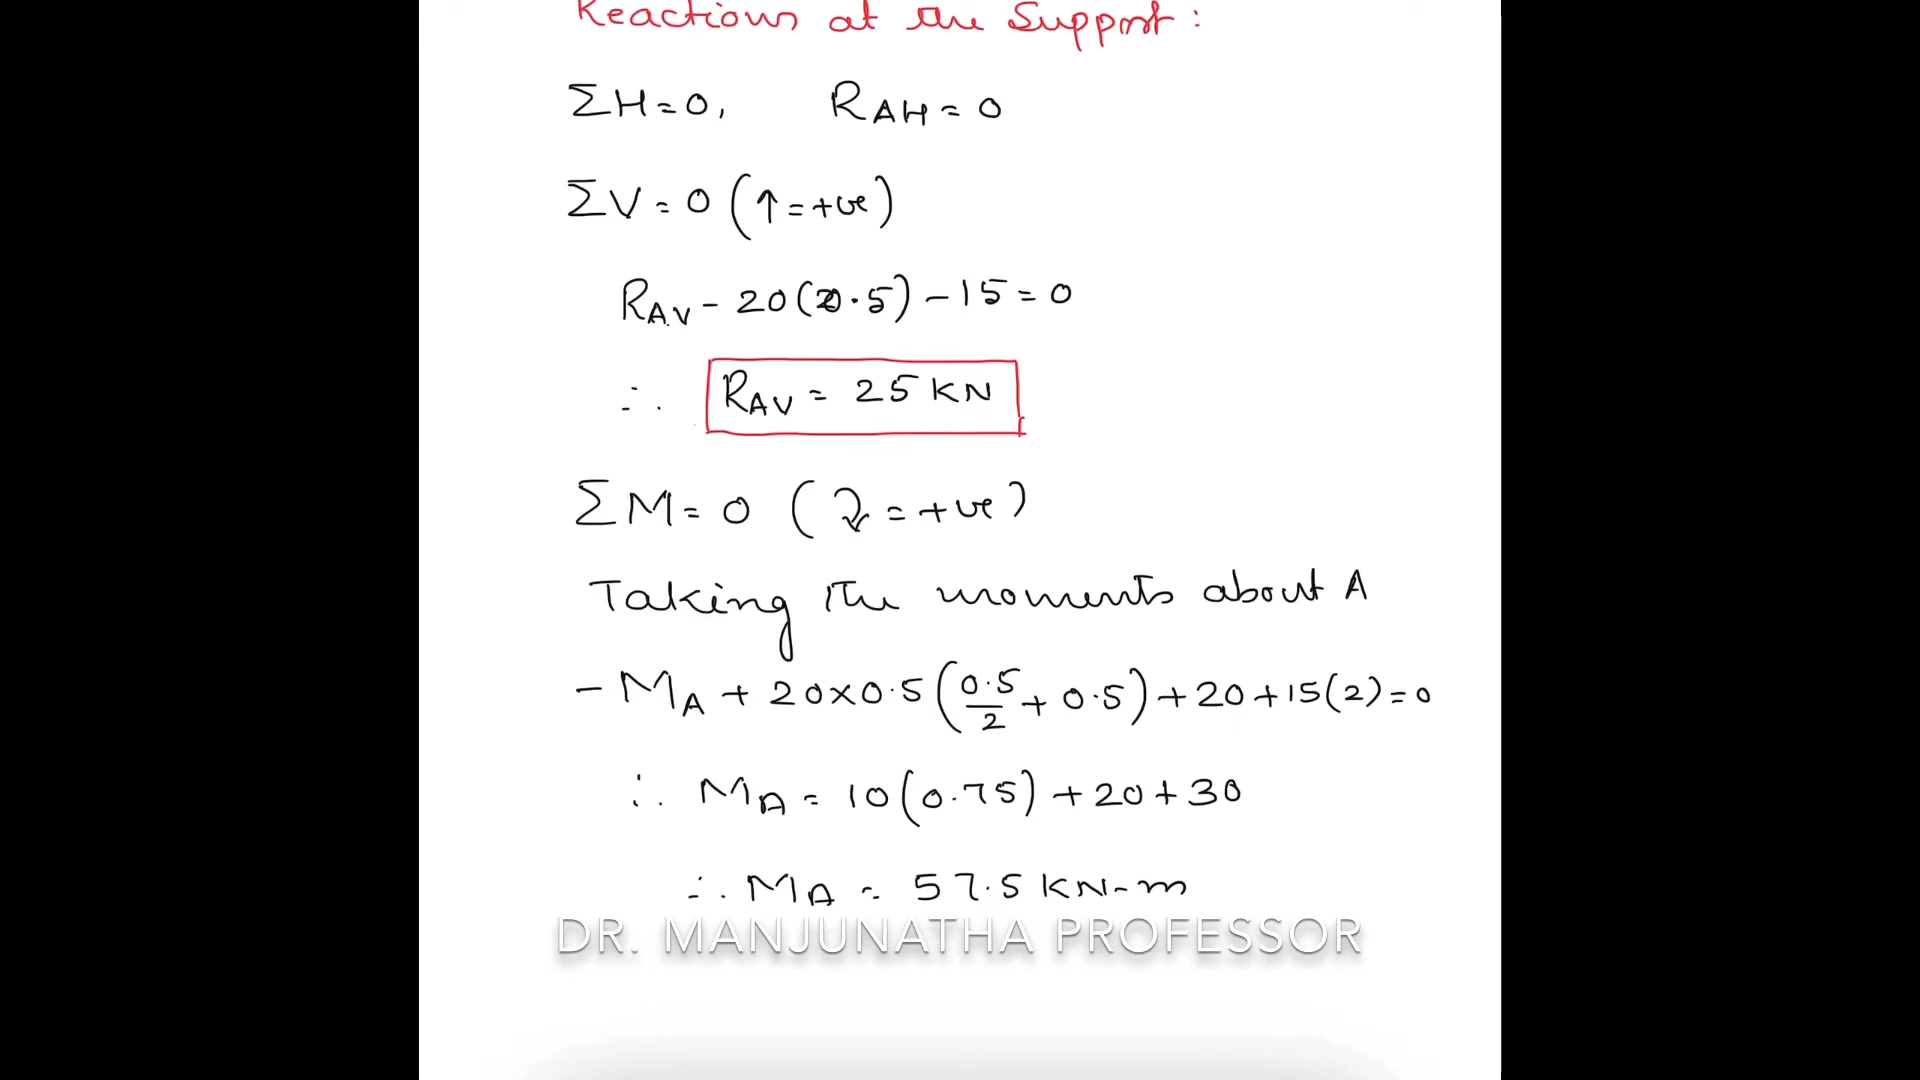 Reactions at the Support:
ΣH=0, RAH=0
ΣV=0 (↑=+ve)
RAV-20(0.5)-15=0
∴ RAV = 25 KN
ΣM=0 (↷=+ve)
Taking the moments about A
-MA+20×0.5(0.5/2+0.5)+20+15(2)=0
∴ MA=10(0.75)+20+30
∴ MA = 57.5 KN-m
DR. MANJUNATHA PROFESSOR